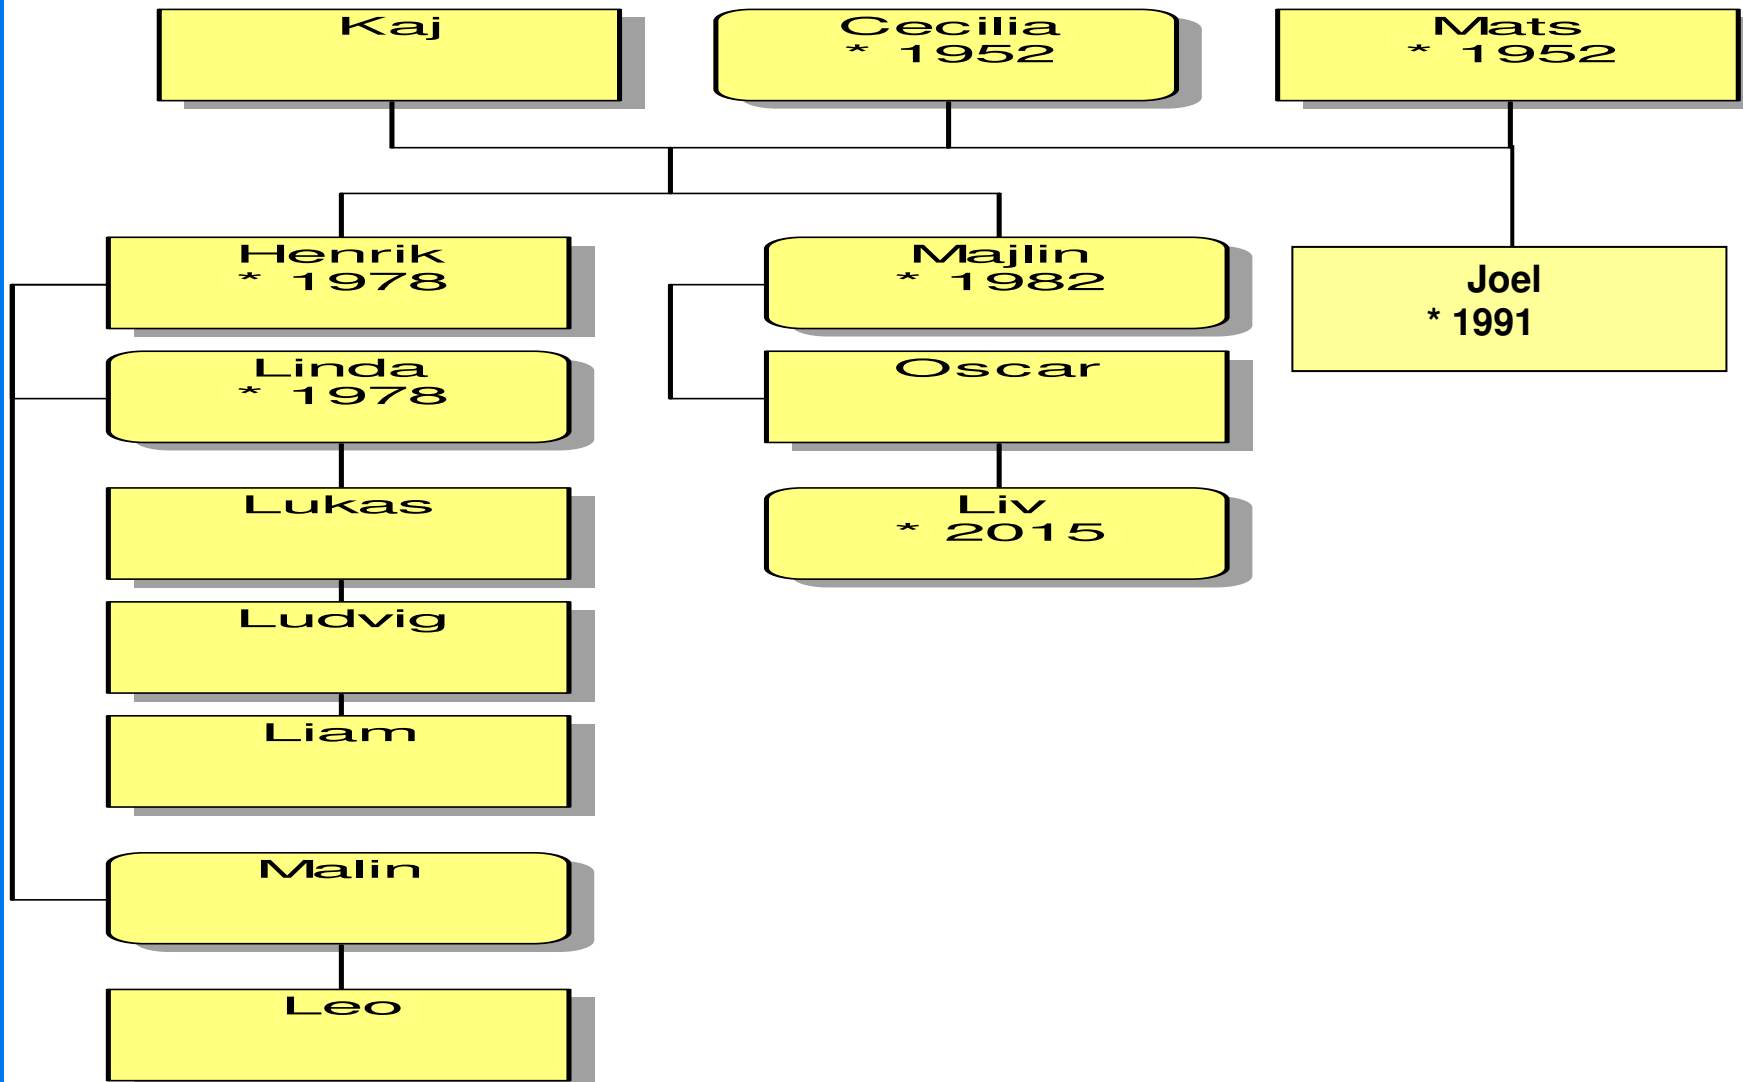 Kaj
Cecilia
* 1952
Mats
* 1952
Henrik
* 1978
Majlin
* 1982
Joel
* 1991
Linda
* 1978
Oscar
Lukas
Liv
* 2015
Ludvig
Liam
Malin
Leo